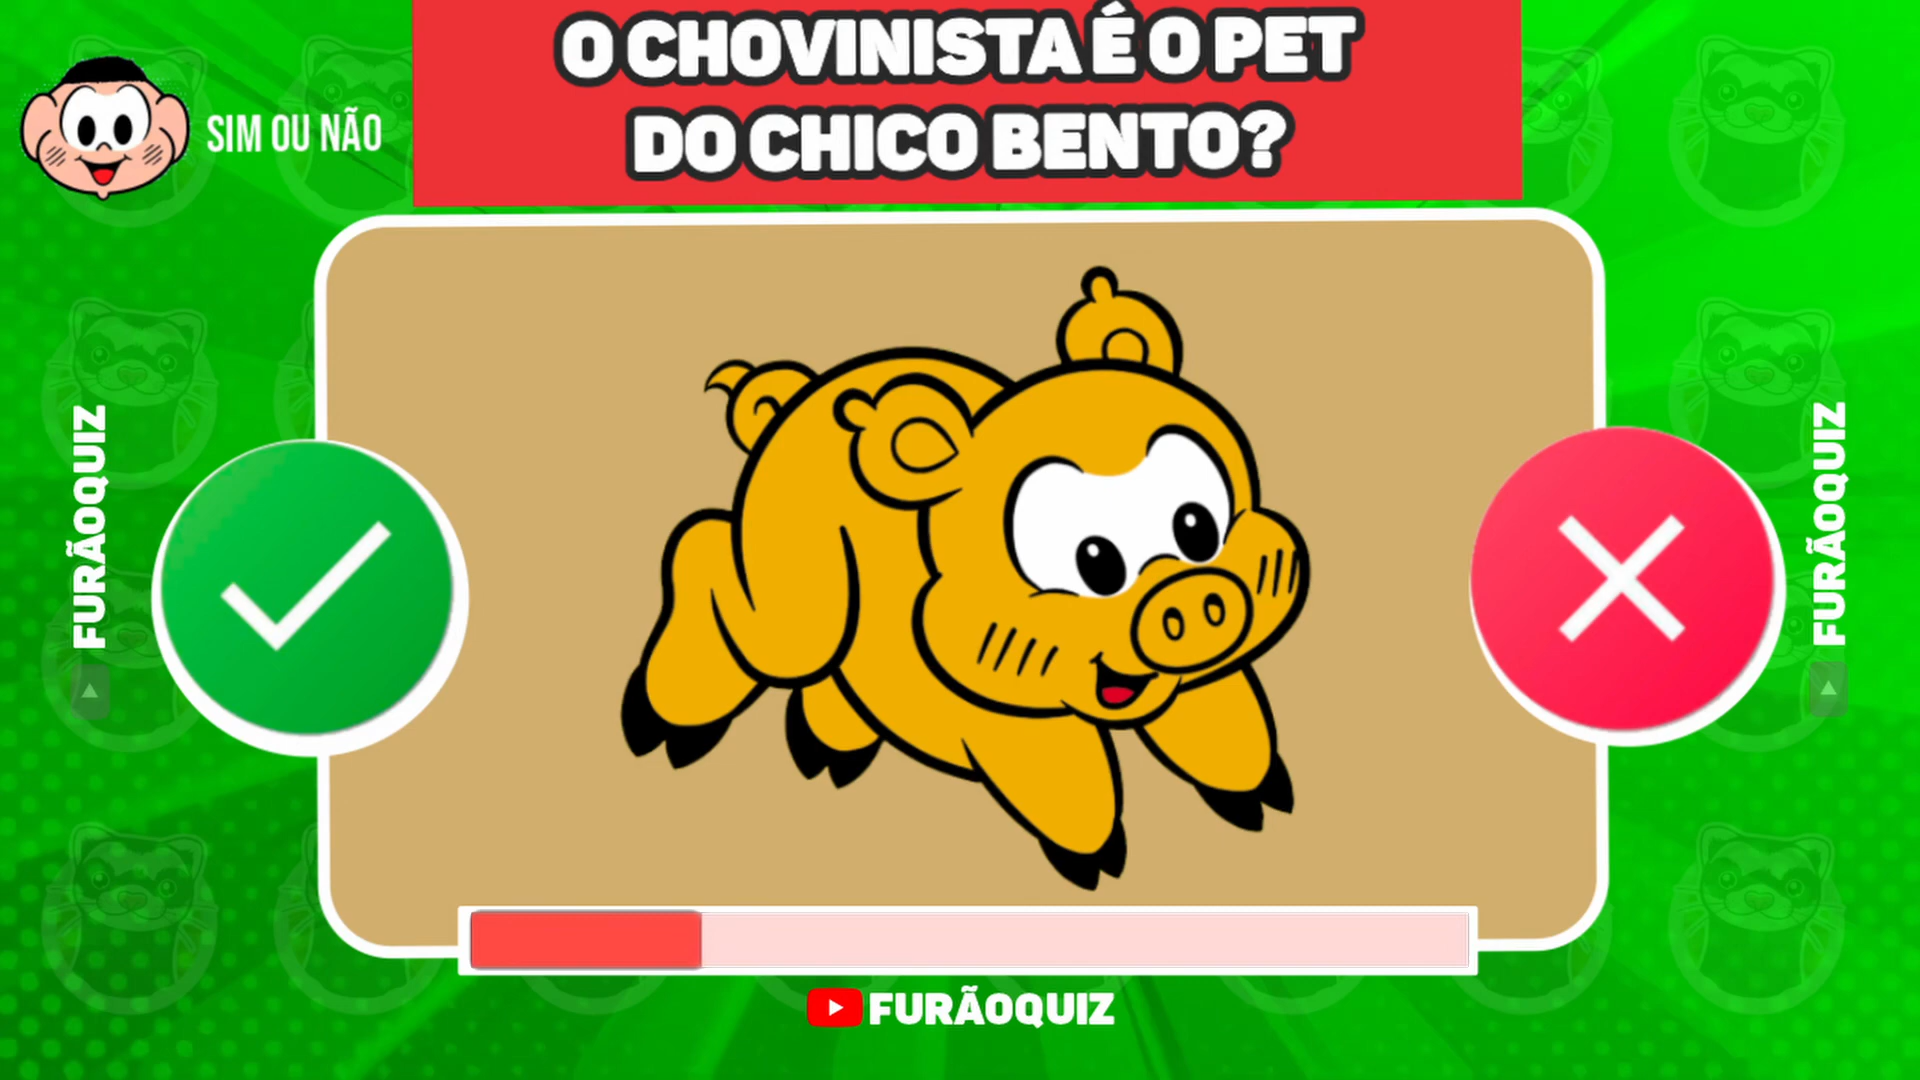 O CHOVINISTA É O PET
DO CHICO BENTO?
SIM OU NÃO
FURÃOQUIZ
FURÃOQUIZ
FURÃOQUIZ